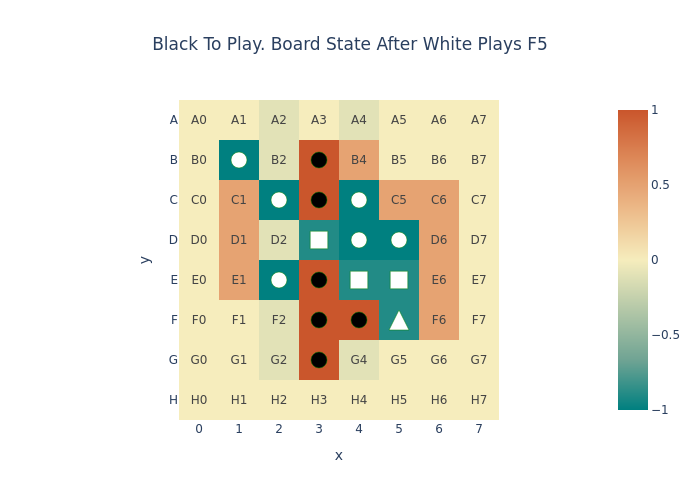 Black To Play. Board State After White Plays F5
A A0 A1 A2 A3 A4 A5 A6 A7
B B0 B2 B4 B5 B6 B7
C C0 C1 C5 C6 C7
D D0 D1 D2 D6 D7
E E0 E1 E6 E7
F F0 F1 F2 F6 F7
G G0 G1 G2 G4 G5 G6 G7
H H0 H1 H2 H3 H4 H5 H6 H7
0 1 2 3 4 5 6 7
x
y
1
0.5
0
−0.5
−1